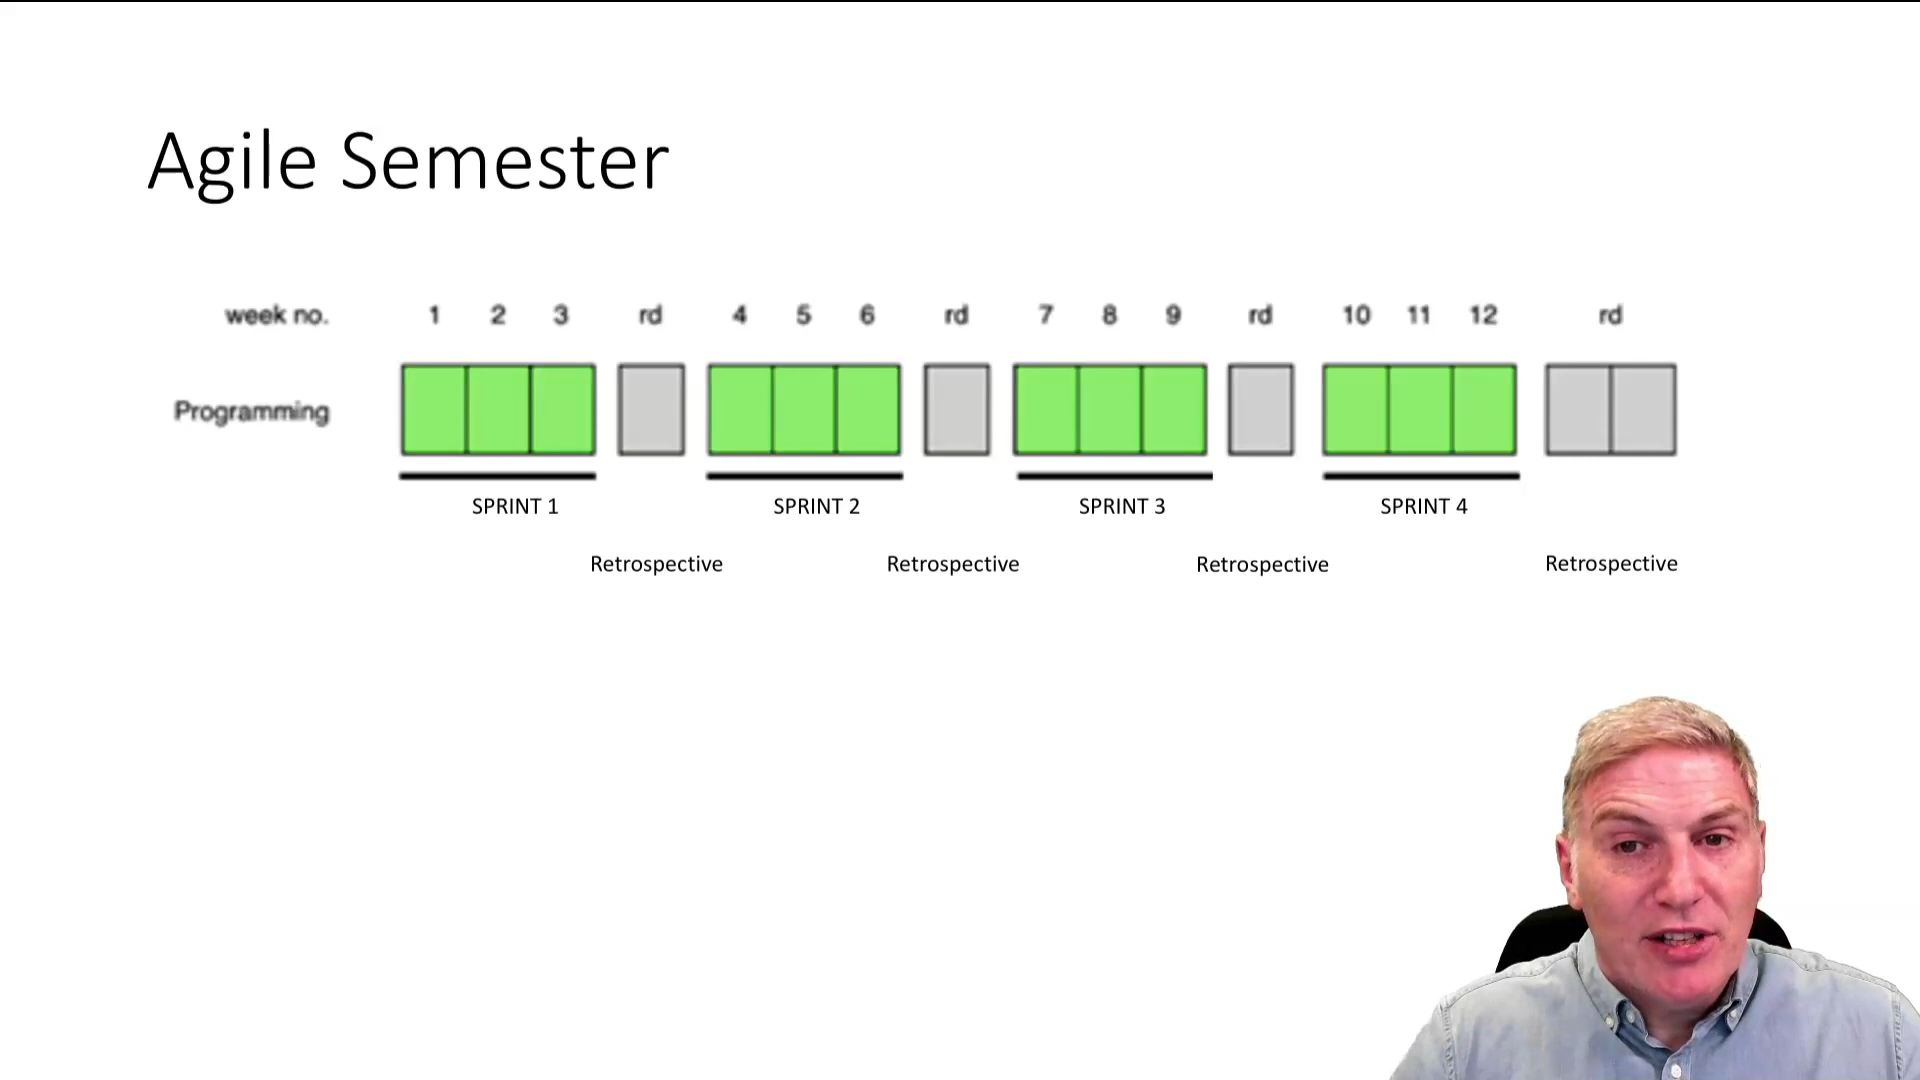 Agile Semester
week no. 1 2 3 rd 4 5 6 rd 7 8 9 rd 10 11 12 rd
Programming
SPRINT 1 SPRINT 2 SPRINT 3 SPRINT 4
Retrospective Retrospective Retrospective Retrospective